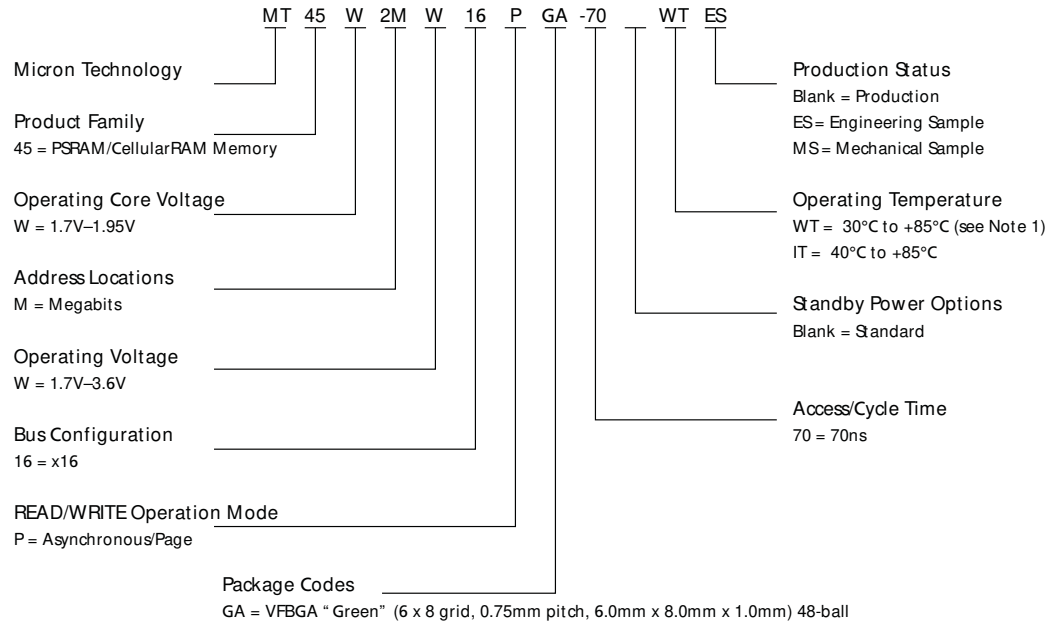 MT 45 W 2M W 16 P GA -70 WT ES
Micron Technology
Product Family
45 = PSRAM/CellularRAM Memory
Operating Core Voltage
W = 1.7V–1.95V
Address Locations
M = Megabits
Operating Voltage
W = 1.7V–3.6V
Bus Configuration
16 = x16
READ/WRITE Operation Mode
P = Asynchronous/Page
Package Codes
GA = VFBGA “Green” (6 x 8 grid, 0.75mm pitch, 6.0mm x 8.0mm x 1.0mm) 48-ball
Production Status
Blank = Production
ES = Engineering Sample
MS = Mechanical Sample
Operating Temperature
WT = 30°C to +85°C (see Note 1)
IT = 40°C to +85°C
Standby Power Options
Blank = Standard
Access/Cycle Time
70 = 70ns